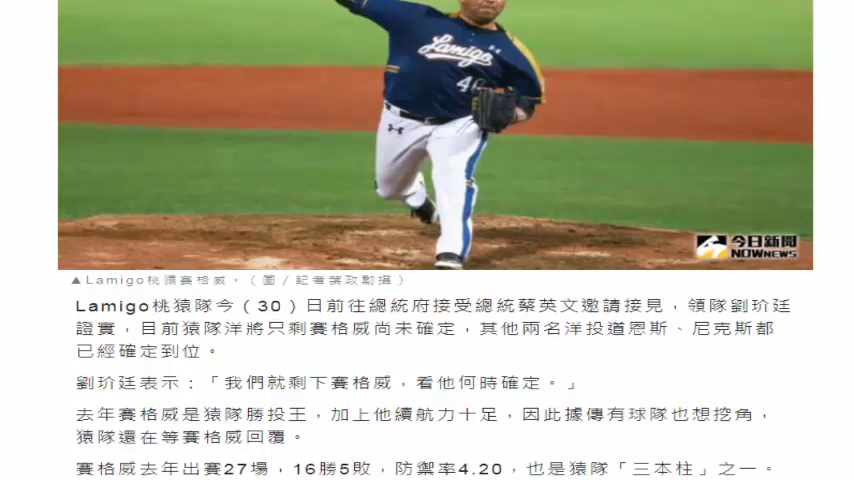 Lamigo
今日新聞
NOWNEWS
▲Lamigo桃猿賽格威。（圖／記者葉政勳攝）
Lamigo桃猿隊今（30）日前往總統府接受總統蔡英文邀請接見，領隊劉玠廷
證實，目前猿隊洋將只剩賽格威尚未確定，其他兩名洋投道恩斯、尼克斯都
已經確定到位。
劉玠廷表示：「我們就剩下賽格威，看他何時確定。」
去年賽格威是猿隊勝投王，加上他續航力十足，因此據傳有球隊也想挖角，
猿隊還在等賽格威回覆。
賽格威去年出賽27場，16勝5敗，防禦率4.20，也是猿隊「三本柱」之一。